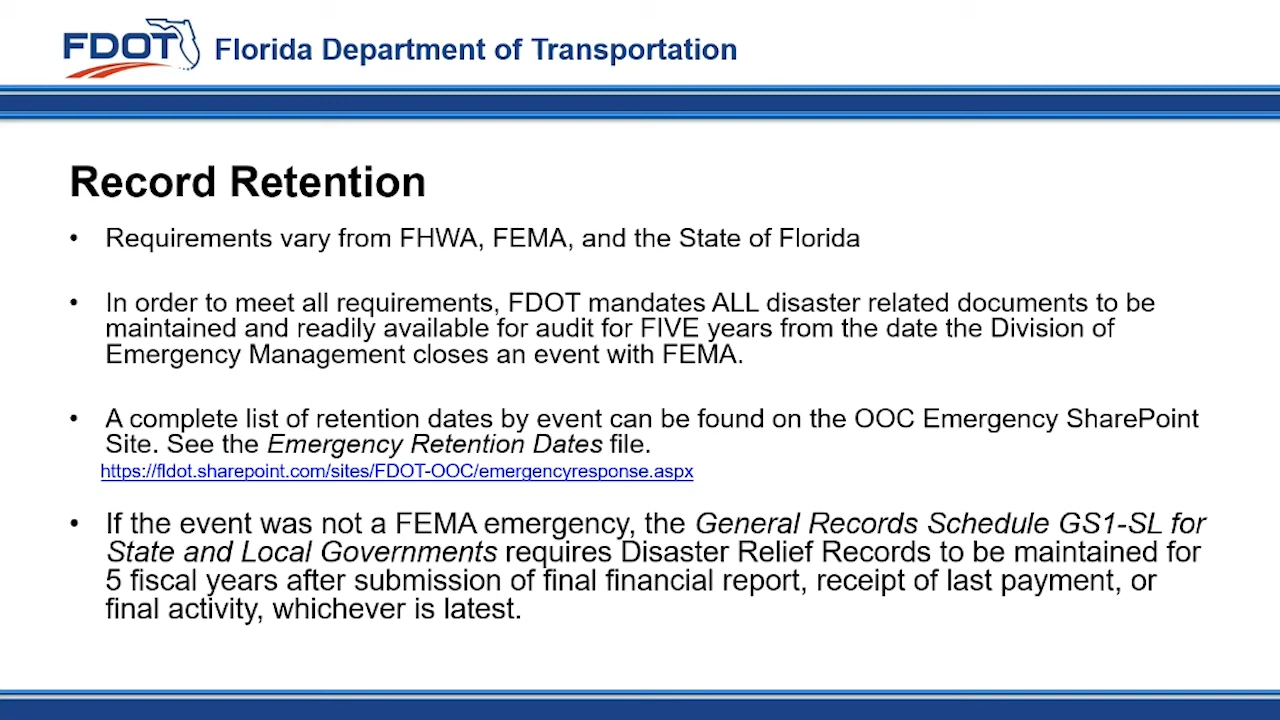 FDOT Florida Department of Transportation
Record Retention
• Requirements vary from FHWA, FEMA, and the State of Florida
• In order to meet all requirements, FDOT mandates ALL disaster related documents to be
maintained and readily available for audit for FIVE years from the date the Division of
Emergency Management closes an event with FEMA.
• A complete list of retention dates by event can be found on the OOC Emergency SharePoint
Site. See the Emergency Retention Dates file.
https://fldot.sharepoint.com/sites/FDOT-OOC/emergencyresponse.aspx
• If the event was not a FEMA emergency, the General Records Schedule GS1-SL for
State and Local Governments requires Disaster Relief Records to be maintained for
5 fiscal years after submission of final financial report, receipt of last payment, or
final activity, whichever is latest.